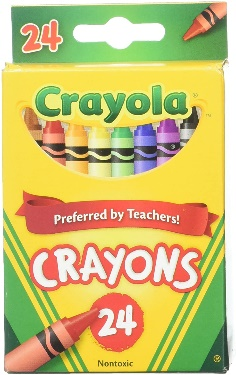 24
Crayola
Preferred by Teachers!
CRAYONS
24
Nontoxic